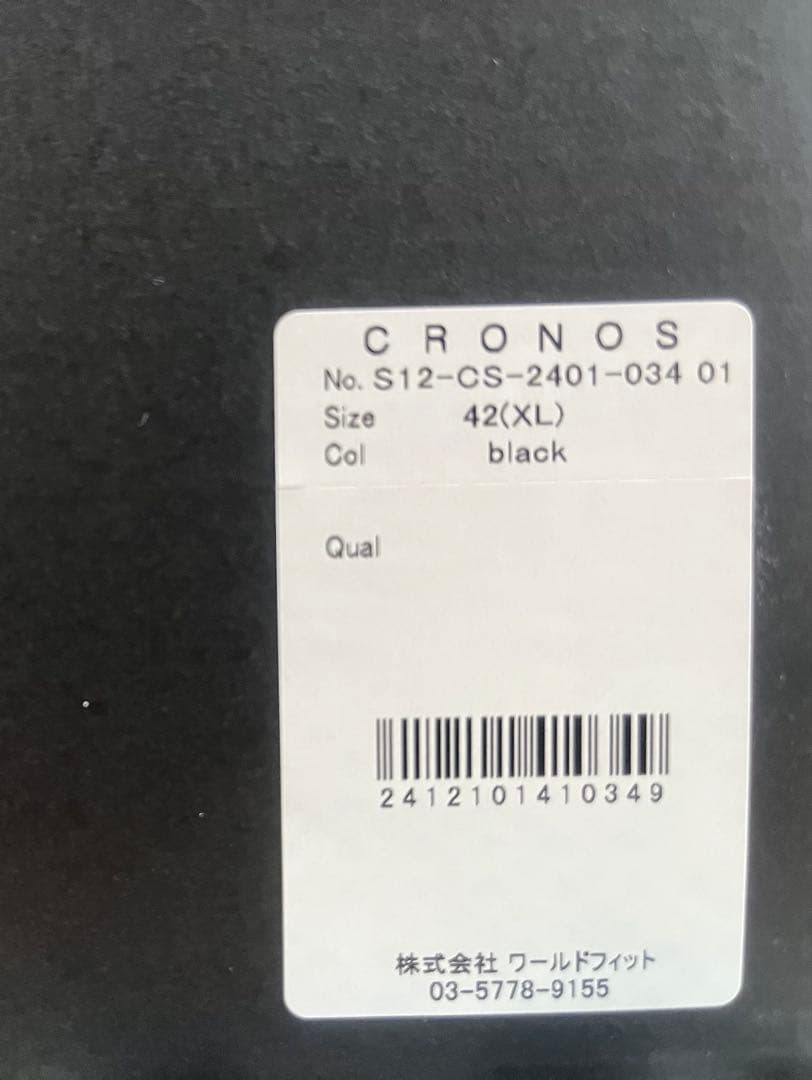 CRONOS
No. S12-CS-2401-034 01
Size 42(XL)
Col black
Qual
2412101410349
株式会社 ワールドフィット
03-5778-9155